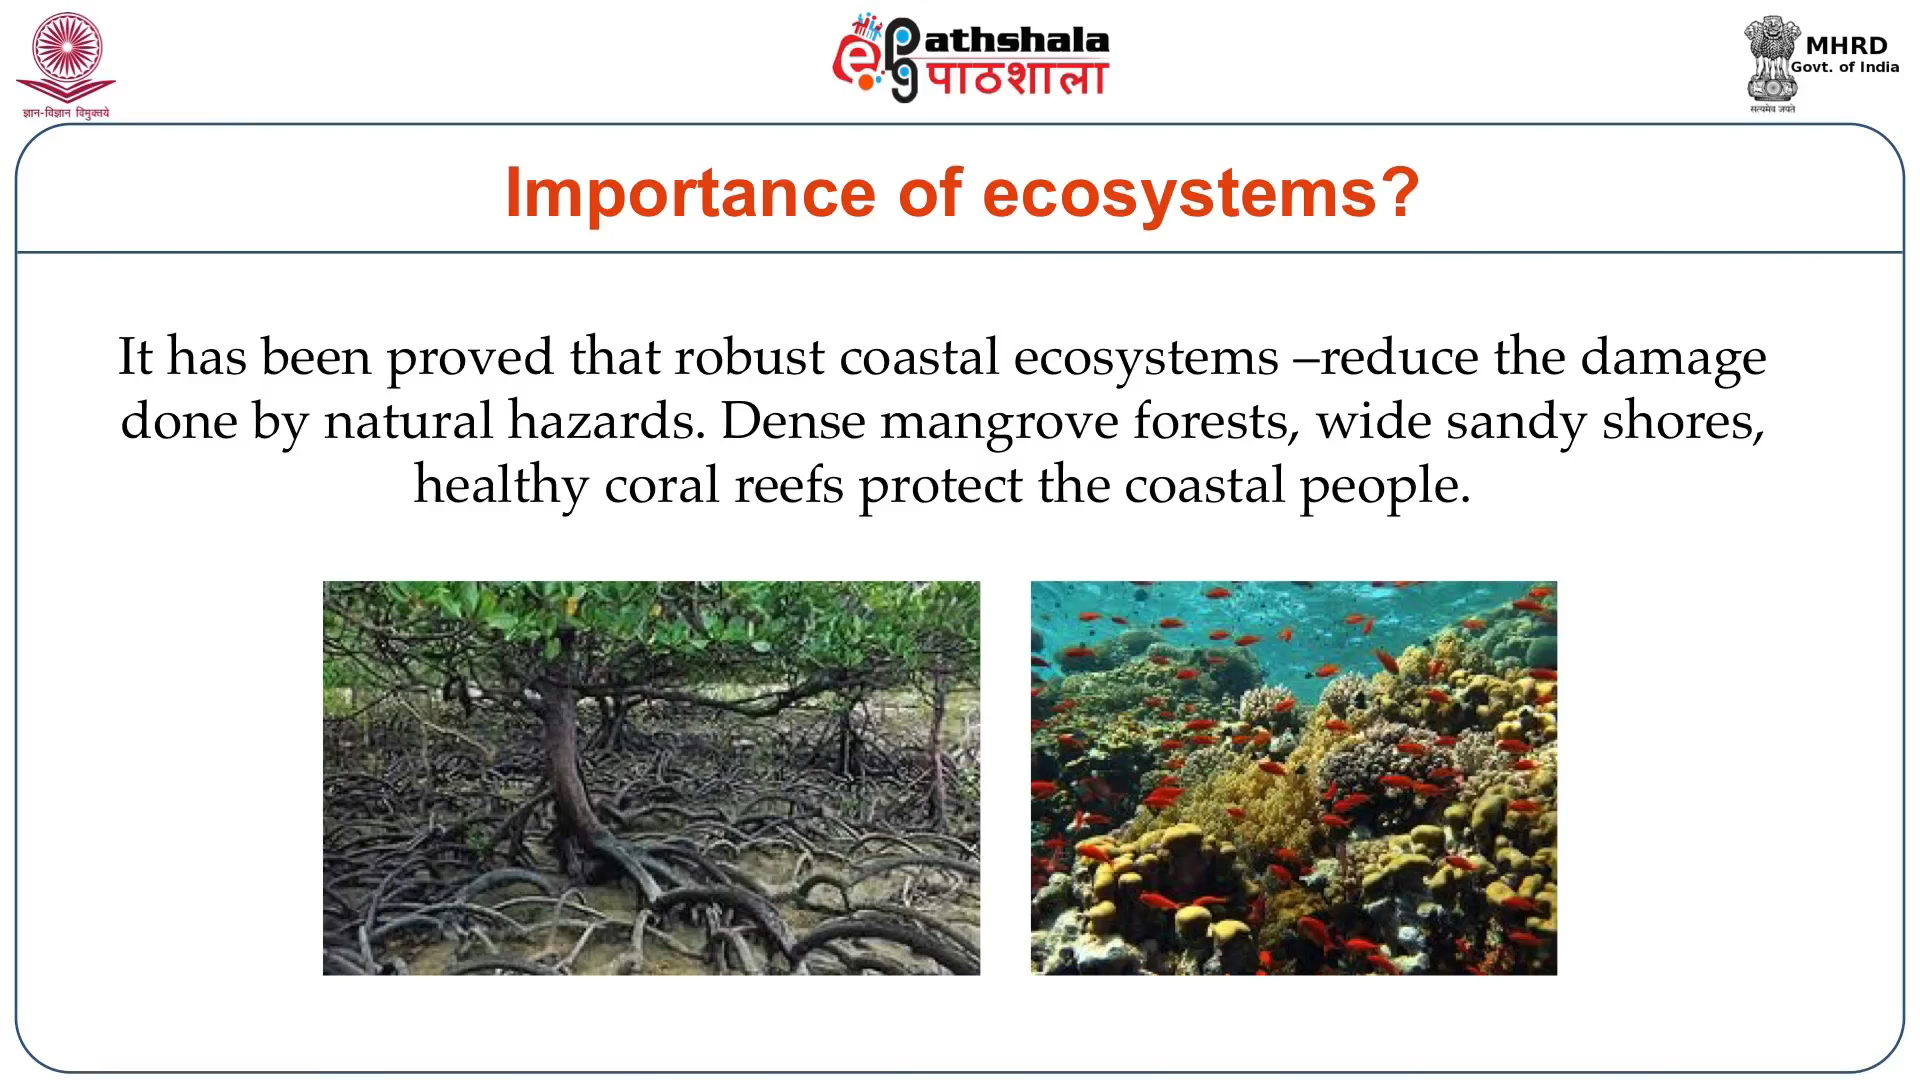 ज्ञान-विज्ञान विमुक्तये
e
pg
athshala
पाठशाला
MHRD
Govt. of India
सत्यमेव जयते
Importance of ecosystems?
It has been proved that robust coastal ecosystems –reduce the damage
done by natural hazards. Dense mangrove forests, wide sandy shores,
healthy coral reefs protect the coastal people.